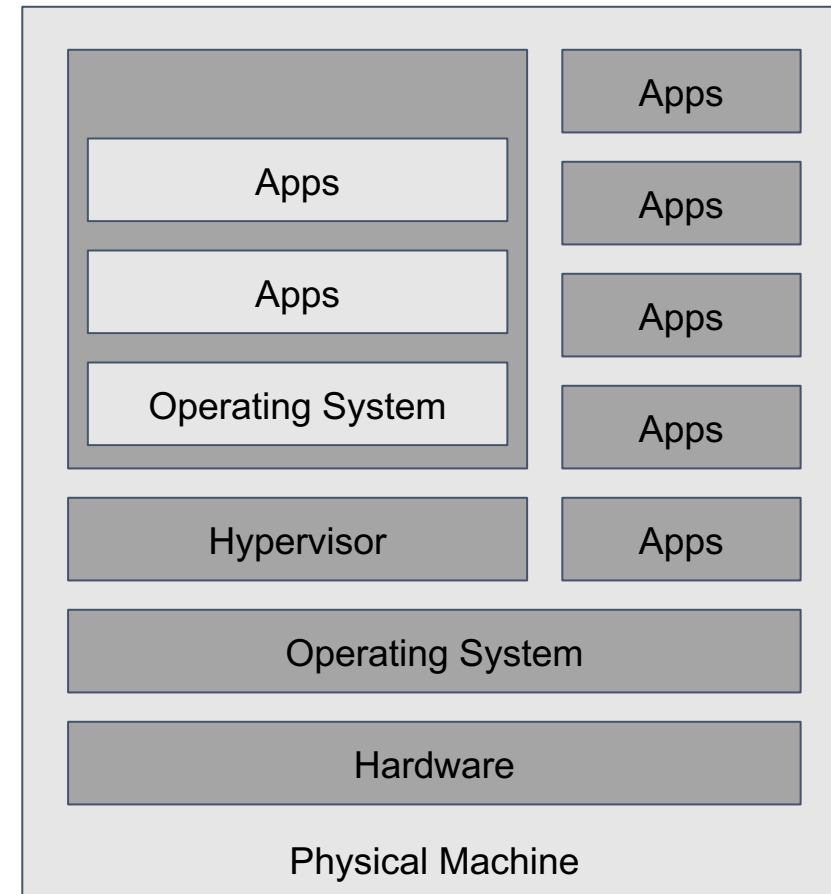 Apps
Apps
Operating System
Hypervisor
Apps
Apps
Apps
Apps
Apps
Operating System
Hardware
Physical Machine